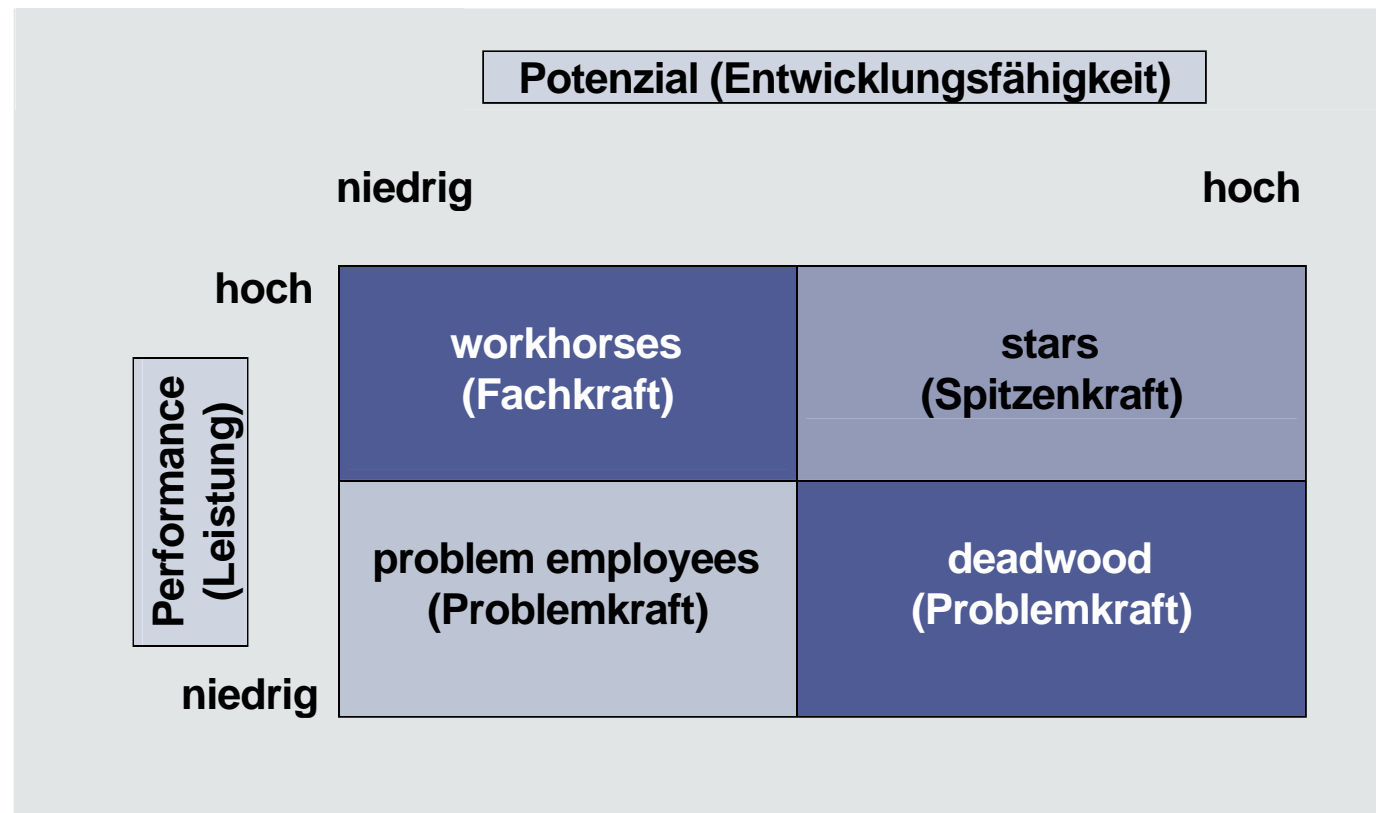 Potenzial (Entwicklungsfähigkeit)
niedrig
hoch
hoch
workhorses
(Fachkraft)
stars
(Spitzenkraft)
Performance
(Leistung)
problem employees
(Problemkraft)
deadwood
(Problemkraft)
niedrig